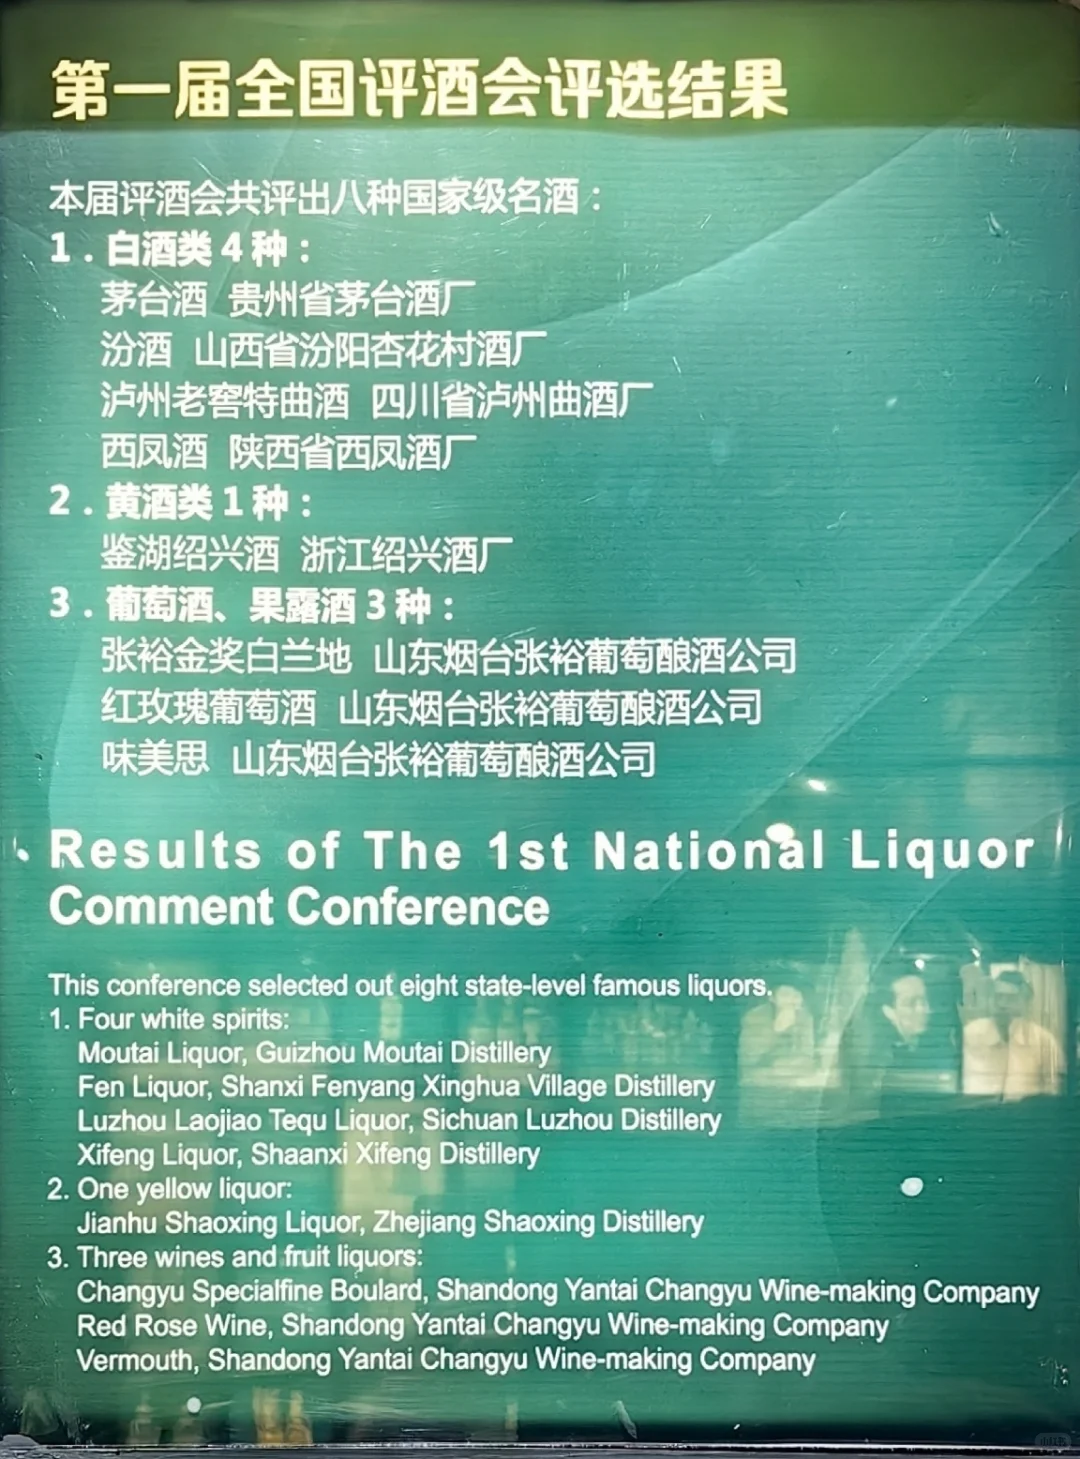 第一届全国评酒会评选结果
本届评酒会共评出八种国家级名酒：
1．白酒类4种：
茅台酒 贵州省茅台酒厂
汾酒 山西省汾阳杏花村酒厂
泸州老窖特曲酒 四川省泸州曲酒厂
西凤酒 陕西省西凤酒厂
2．黄酒类1种：
鉴湖绍兴酒 浙江绍兴酒厂
3．葡萄酒、果露酒3种：
张裕金奖白兰地 山东烟台张裕葡萄酿酒公司
红玫瑰葡萄酒 山东烟台张裕葡萄酿酒公司
味美思 山东烟台张裕葡萄酿酒公司
Results of The 1st National Liquor
Comment Conference
This conference selected out eight state-level famous liquors.
1. Four white spirits:
Moutai Liquor, Guizhou Moutai Distillery
Fen Liquor, Shanxi Fenyang Xinghua Village Distillery
Luzhou Laojiao Tequ Liquor, Sichuan Luzhou Distillery
Xifeng Liquor, Shaanxi Xifeng Distillery
2. One yellow liquor:
Jianhu Shaoxing Liquor, Zhejiang Shaoxing Distillery
3. Three wines and fruit liquors:
Changyu Specialfine Boulard, Shandong Yantai Changyu Wine-making Company
Red Rose Wine, Shandong Yantai Changyu Wine-making Company
Vermouth, Shandong Yantai Changyu Wine-making Company